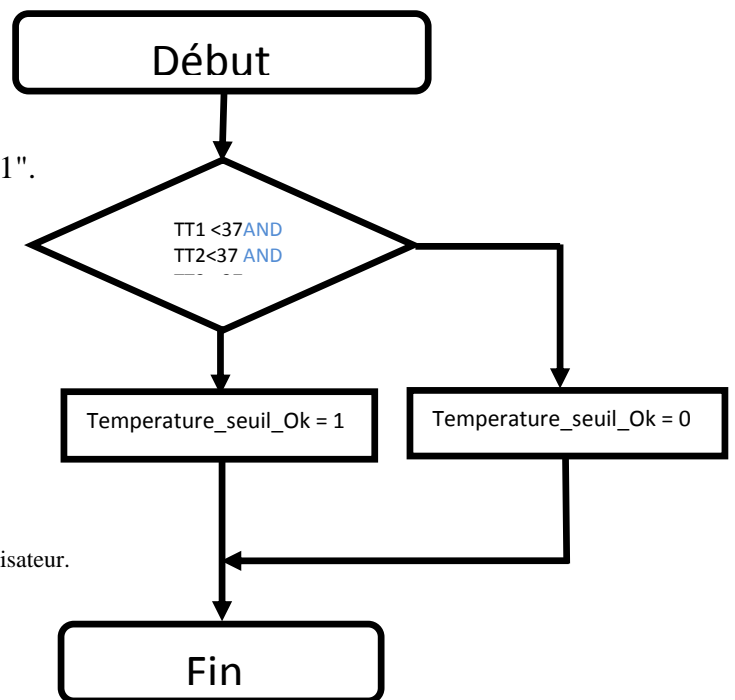 Début
1".
TT1 <37AND
TT2<37 AND
Temperature_seuil_Ok = 1
Temperature_seuil_Ok = 0
isateur.
Fin